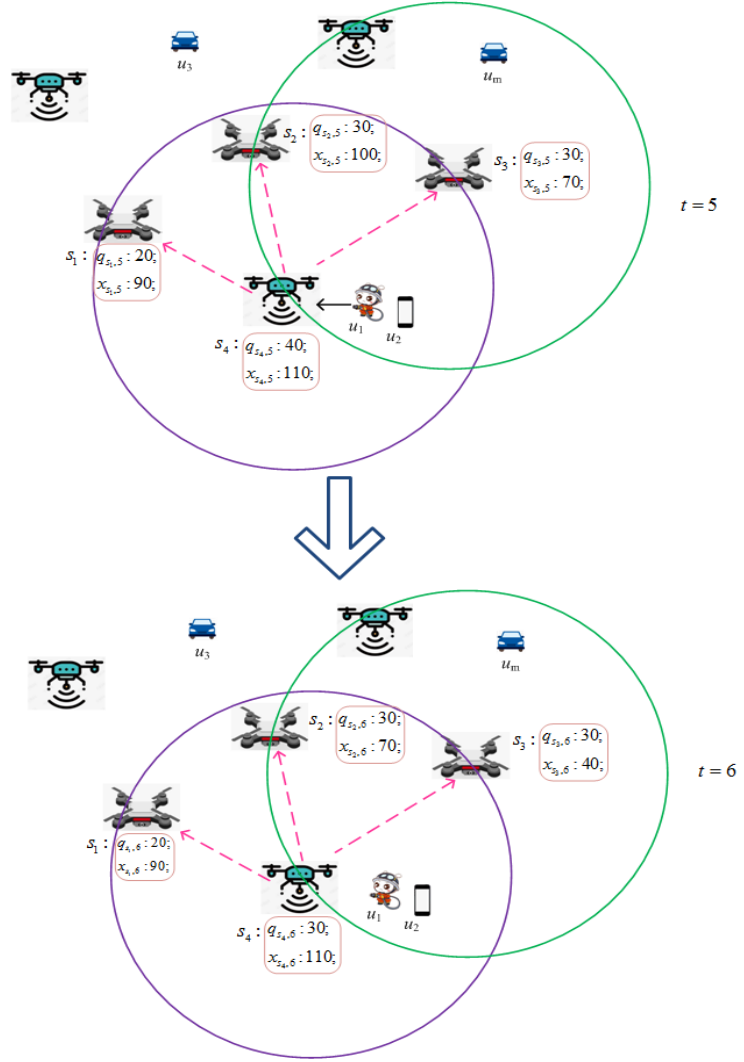 u₃
uₘ
s₂ : q_{s₂,5} : 30;
x_{s₂,5} : 100;
s₃ : q_{s₃,5} : 30;
x_{s₃,5} : 70;
t = 5
s₁ : q_{s₁,5} : 20;
x_{s₁,5} : 90;
u₁
u₂
s₄ : q_{s₄,5} : 40;
x_{s₄,5} : 110;
u₃
uₘ
s₂ : q_{s₂,6} : 30;
x_{s₂,6} : 70;
s₃ : q_{s₃,6} : 30;
x_{s₃,6} : 40;
t = 6
s₁ : q_{s₁,6} : 20;
x_{s₁,6} : 90;
u₁
u₂
s₄ : q_{s₄,6} : 30;
x_{s₄,6} : 110;